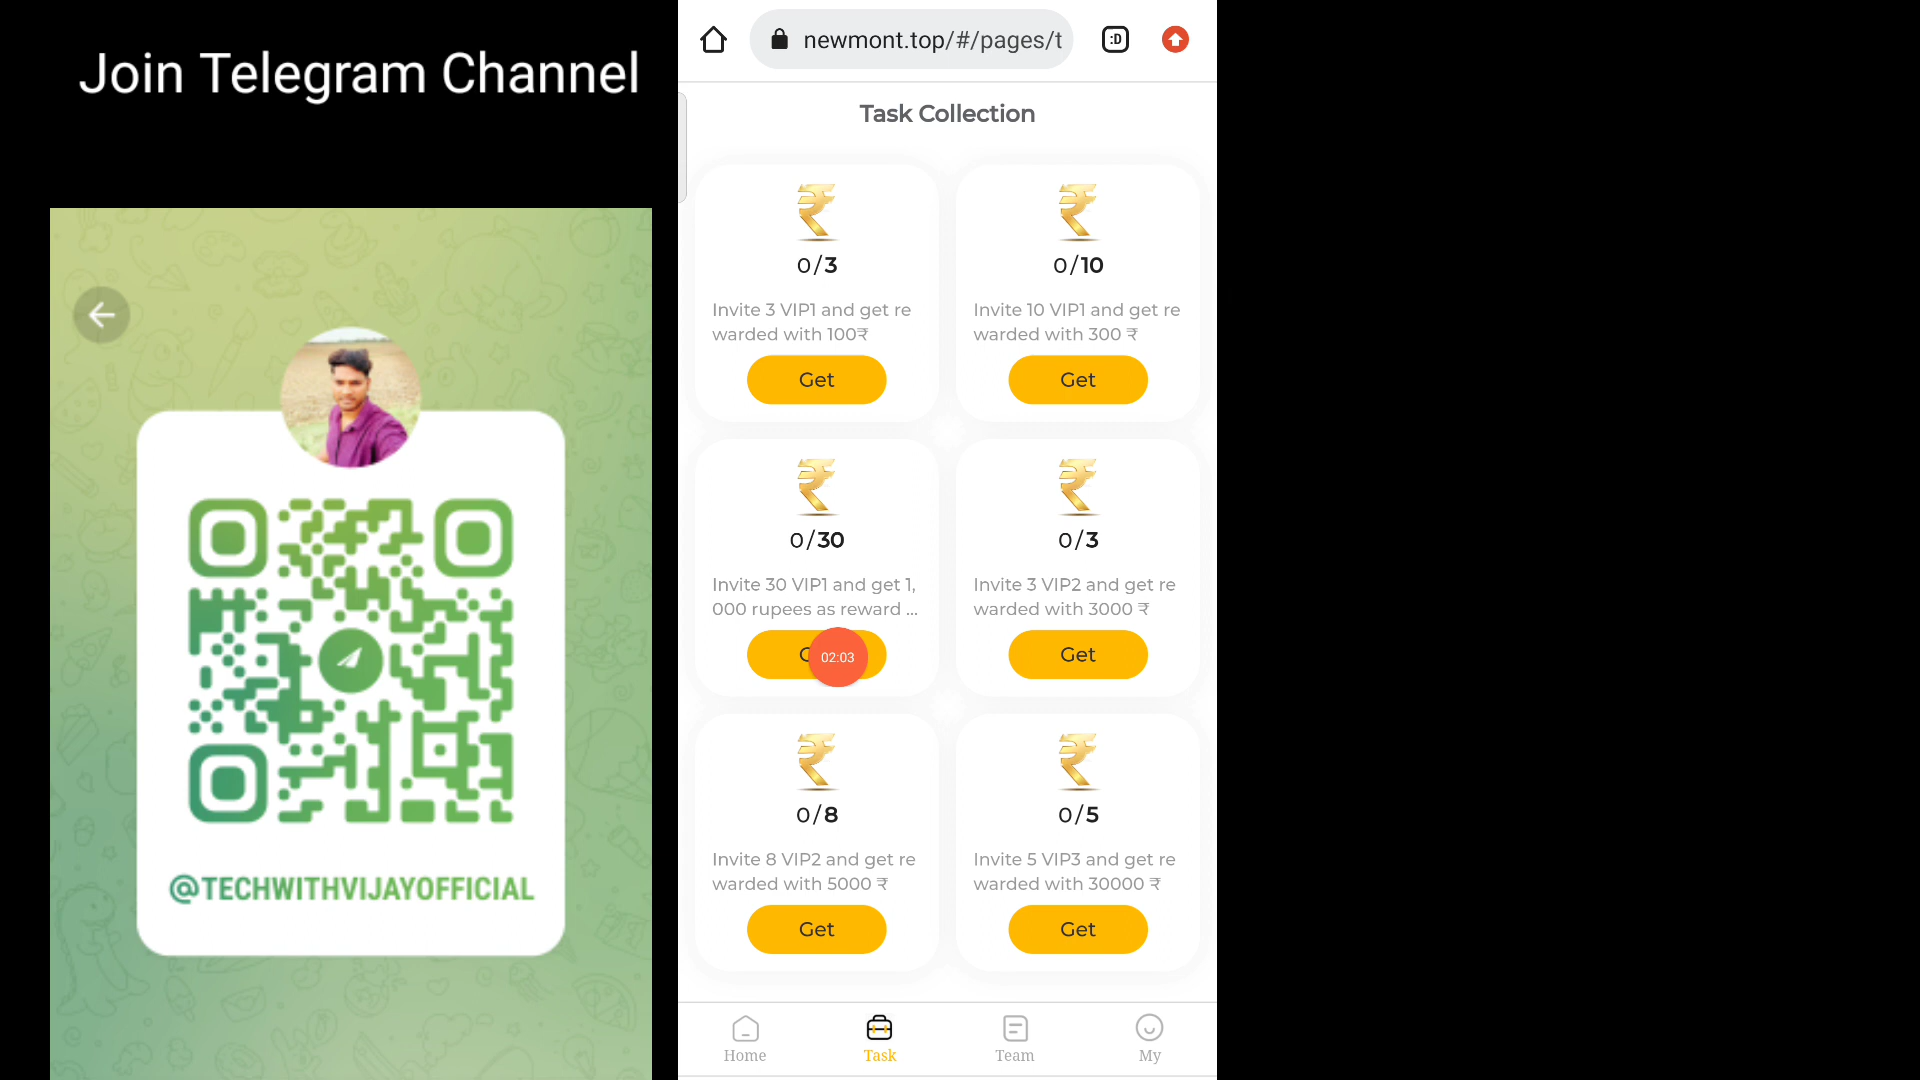 Join Telegram Channel
@TECHWITHVIJAYOFFICIAL
newmont.top/#/pages/t
:D
Task Collection
0/3
Invite 3 VIP1 and get re
warded with 100₹
Get
0/10
Invite 10 VIP1 and get re
warded with 300 ₹
Get
0/30
Invite 30 VIP1 and get 1,
000 rupees as reward ...
02:03
0/3
Invite 3 VIP2 and get re
warded with 3000 ₹
Get
0/8
Invite 8 VIP2 and get re
warded with 5000 ₹
Get
0/5
Invite 5 VIP3 and get re
warded with 30000 ₹
Get
Home
Task
Team
My